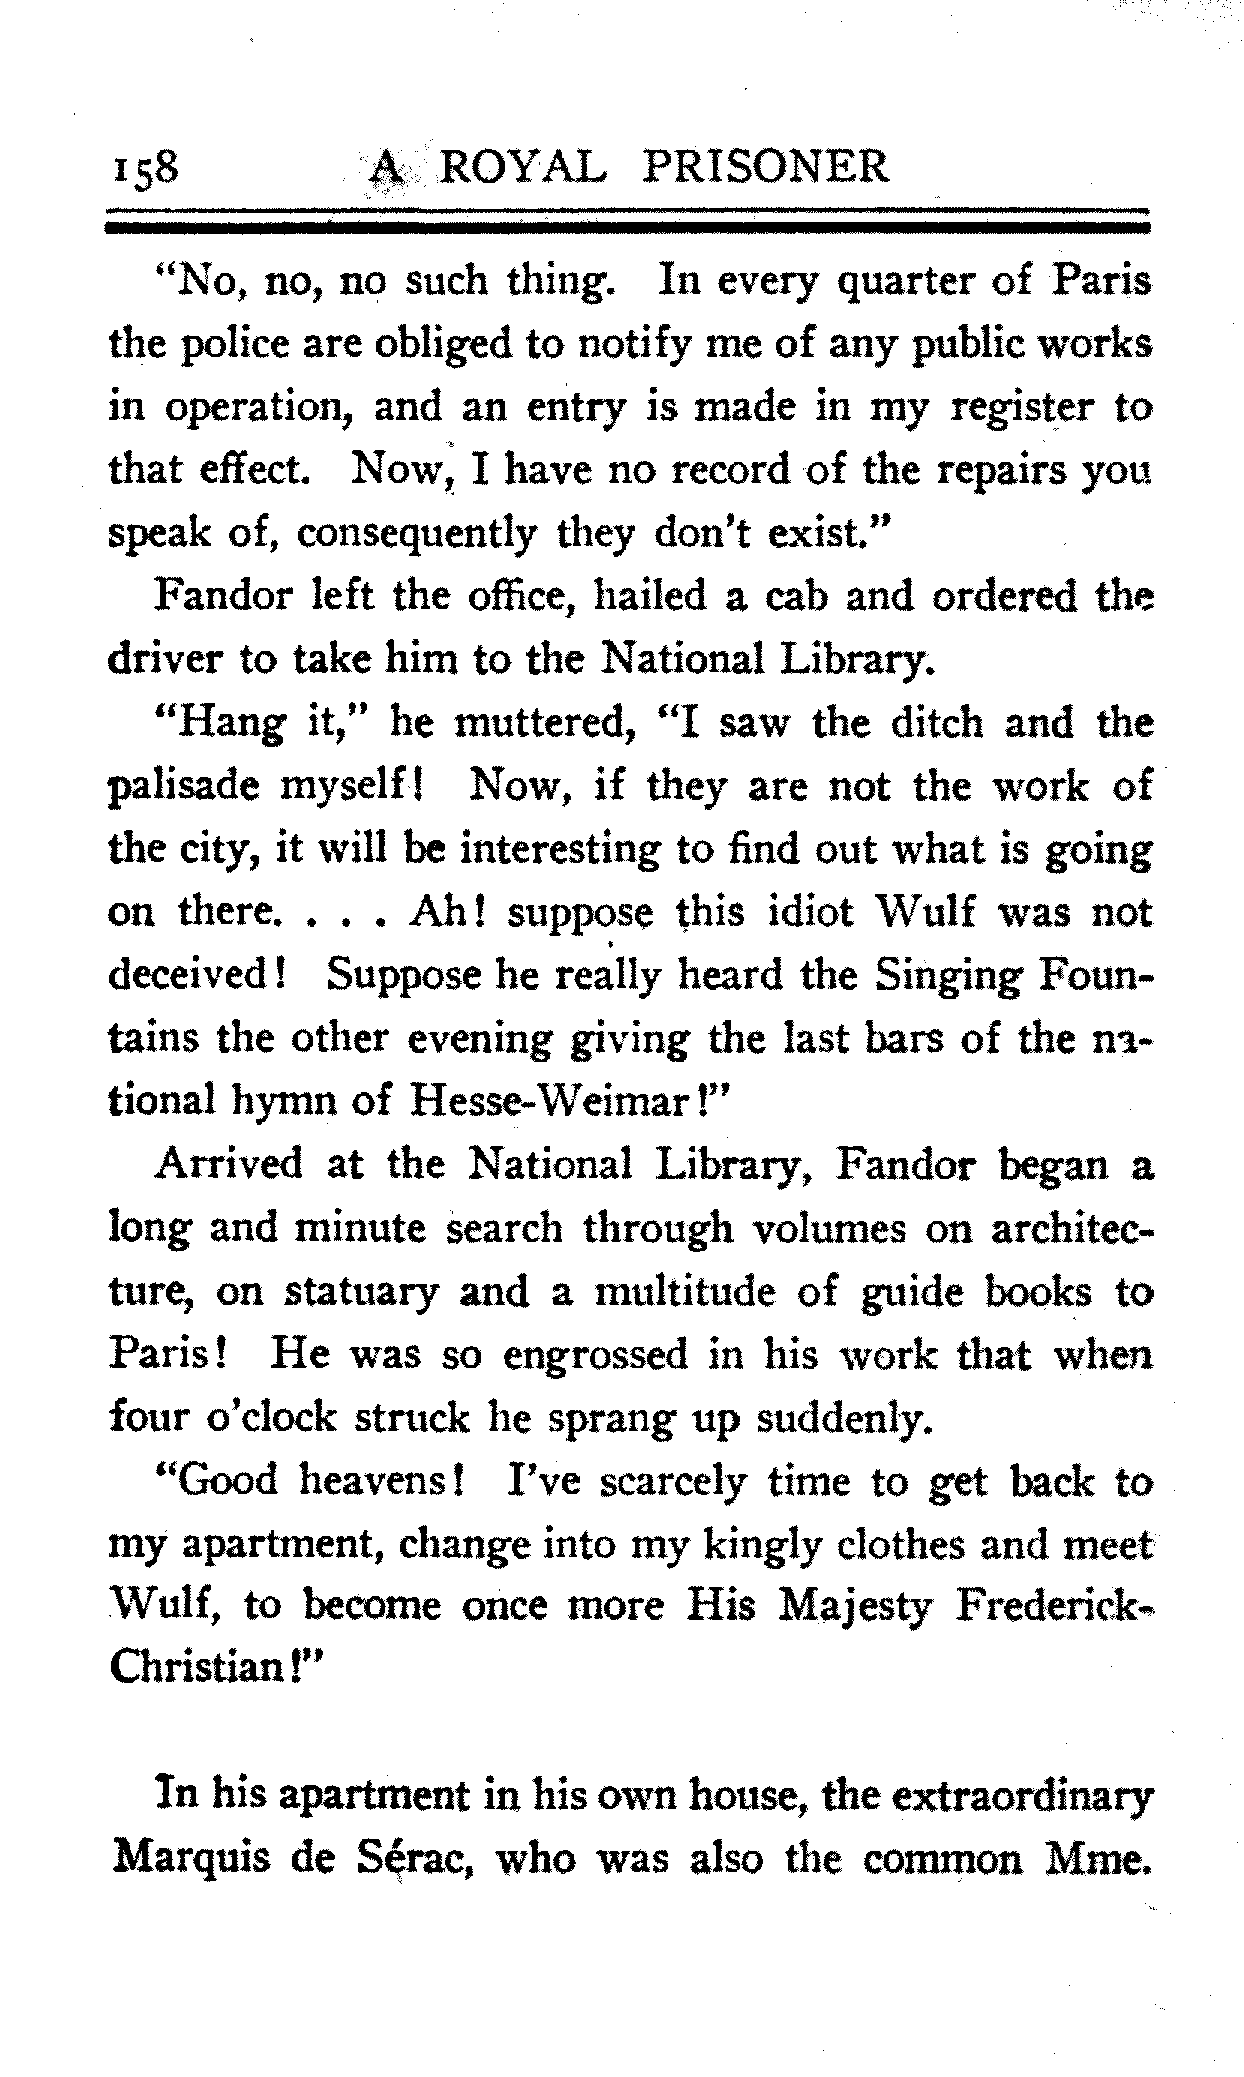 158 A ROYAL PRISONER
“No, no, no such thing. In every quarter of Paris
the police are obliged to notify me of any public works
in operation, and an entry is made in my register to
that effect. Now, I have no record of the repairs you
speak of, consequently they don't exist.”
Fandor left the office, hailed a cab and ordered the
driver to take him to the National Library.
“Hang it,” he muttered, “I saw the ditch and the
palisade myself! Now, if they are not the work of
the city, it will be interesting to find out what is going
on there. . . . Ah! suppose this idiot Wulf was not
deceived! Suppose he really heard the Singing Foun-
tains the other evening giving the last bars of the na-
tional hymn of Hesse-Weimar!”
Arrived at the National Library, Fandor began a
long and minute search through volumes on architec-
ture, on statuary and a multitude of guide books to
Paris! He was so engrossed in his work that when
four o'clock struck he sprang up suddenly.
“Good heavens! I've scarcely time to get back to
my apartment, change into my kingly clothes and meet
Wulf, to become once more His Majesty Frederick-
Christian!”
In his apartment in his own house, the extraordinary
Marquis de Sérac, who was also the common Mme.